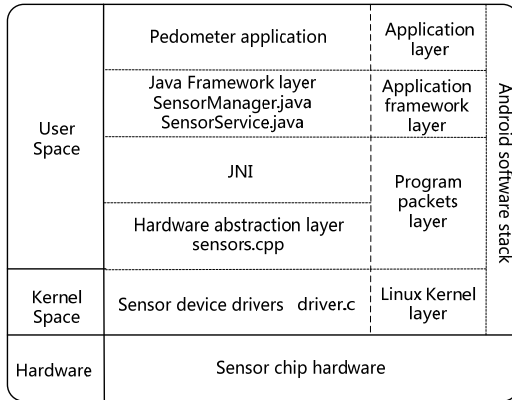 Pedometer application
Application
layer
Java Framework layer
SensorManager.java
SensorService.java
Application
framework
layer
User
Space
JNI
Program
packets
layer
Hardware abstraction layer
sensors.cpp
Android software stack
Kernel
Space
Sensor device drivers driver.c
Linux Kernel
layer
Hardware
Sensor chip hardware